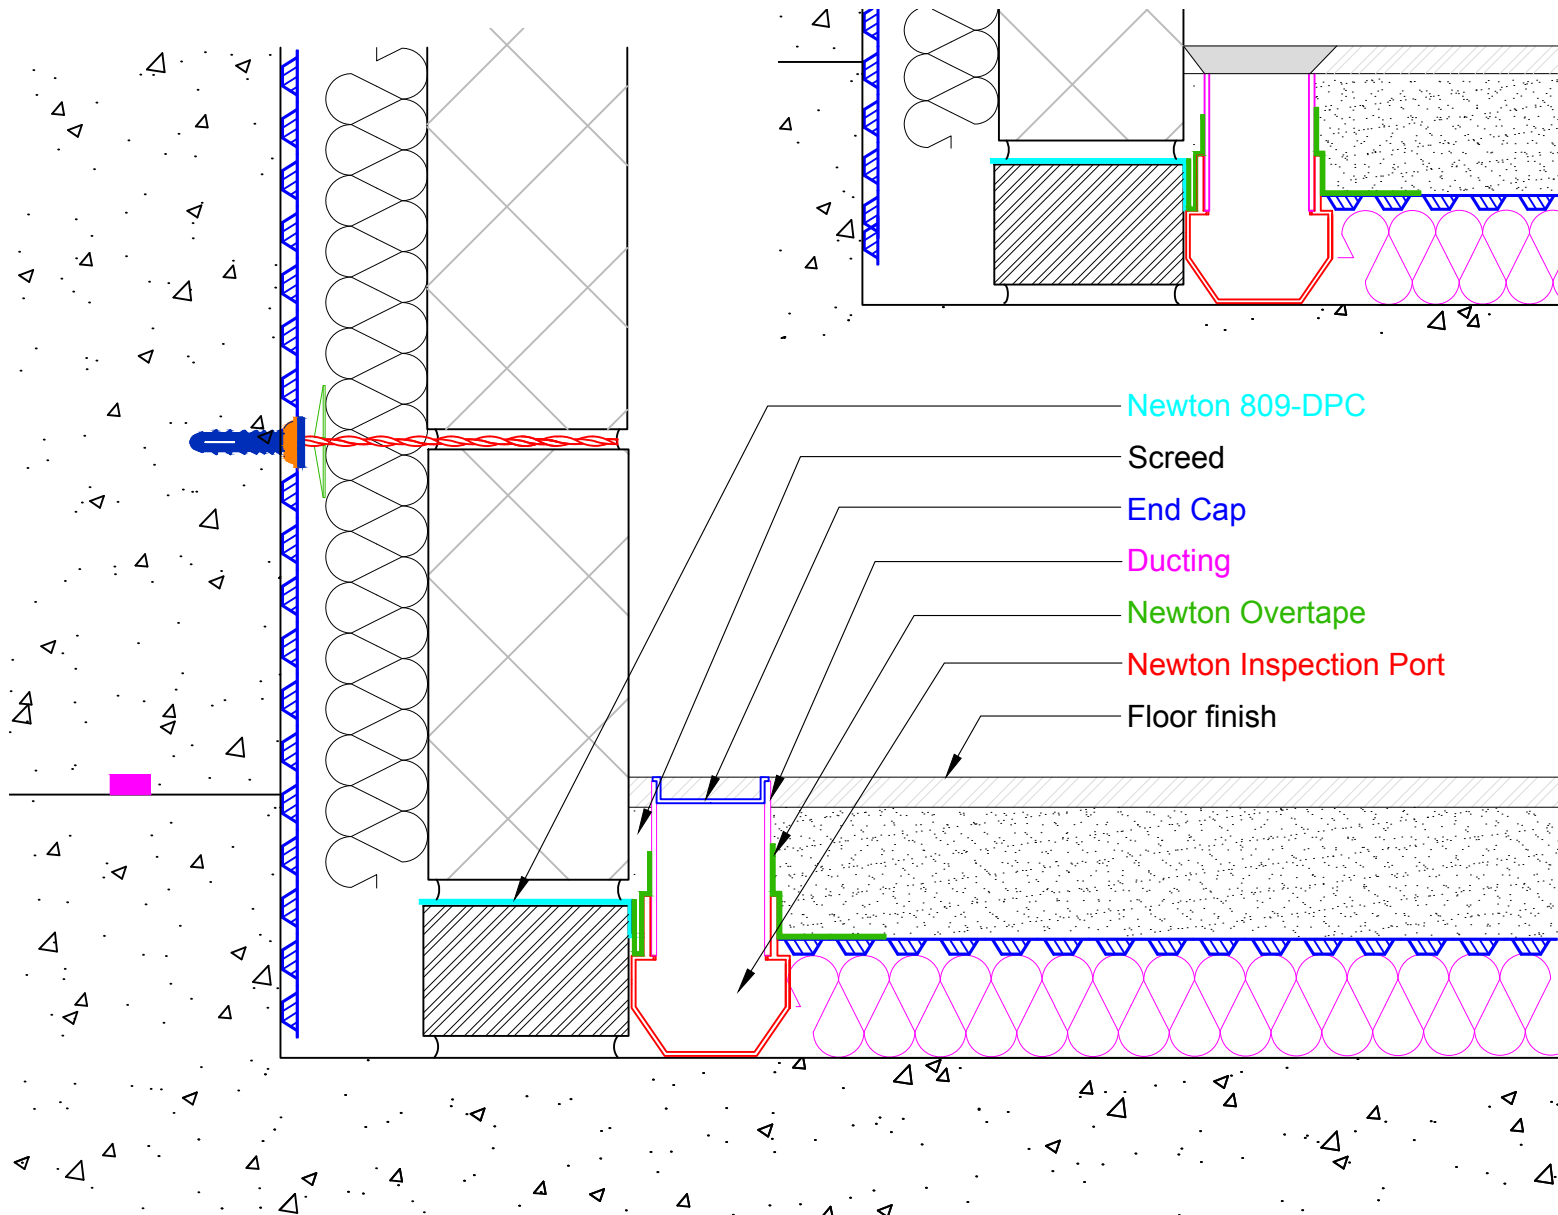 Newton 809-DPC
Screed
End Cap
Ducting
Newton Overtape
Newton Inspection Port
Floor finish